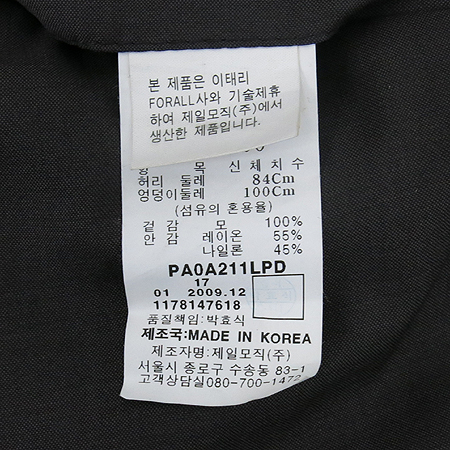 본 제품은 이태리
FORALL사와 기술제휴
하여 제일모직(주)에서
생산한 제품입니다.
항 목 신체치수
허리 둘레 84Cm
엉덩이둘레 100Cm
(섬유의 혼용율)
겉 감 모 100%
안 감 레이온 55%
나일론 45%
PA0A211LPD
17
01 2009.12
1178147618
품질책임:박효식
제조국:MADE IN KOREA
제조자명:제일모직(주)
서울시 종로구 수송동 83-1
고객상담실080-700-1472